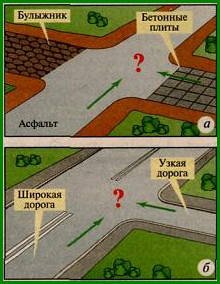 Булыжник
Бетонные
плиты
?
Асфальт
а
Широкая
дорога
?
Узкая
дорога
б